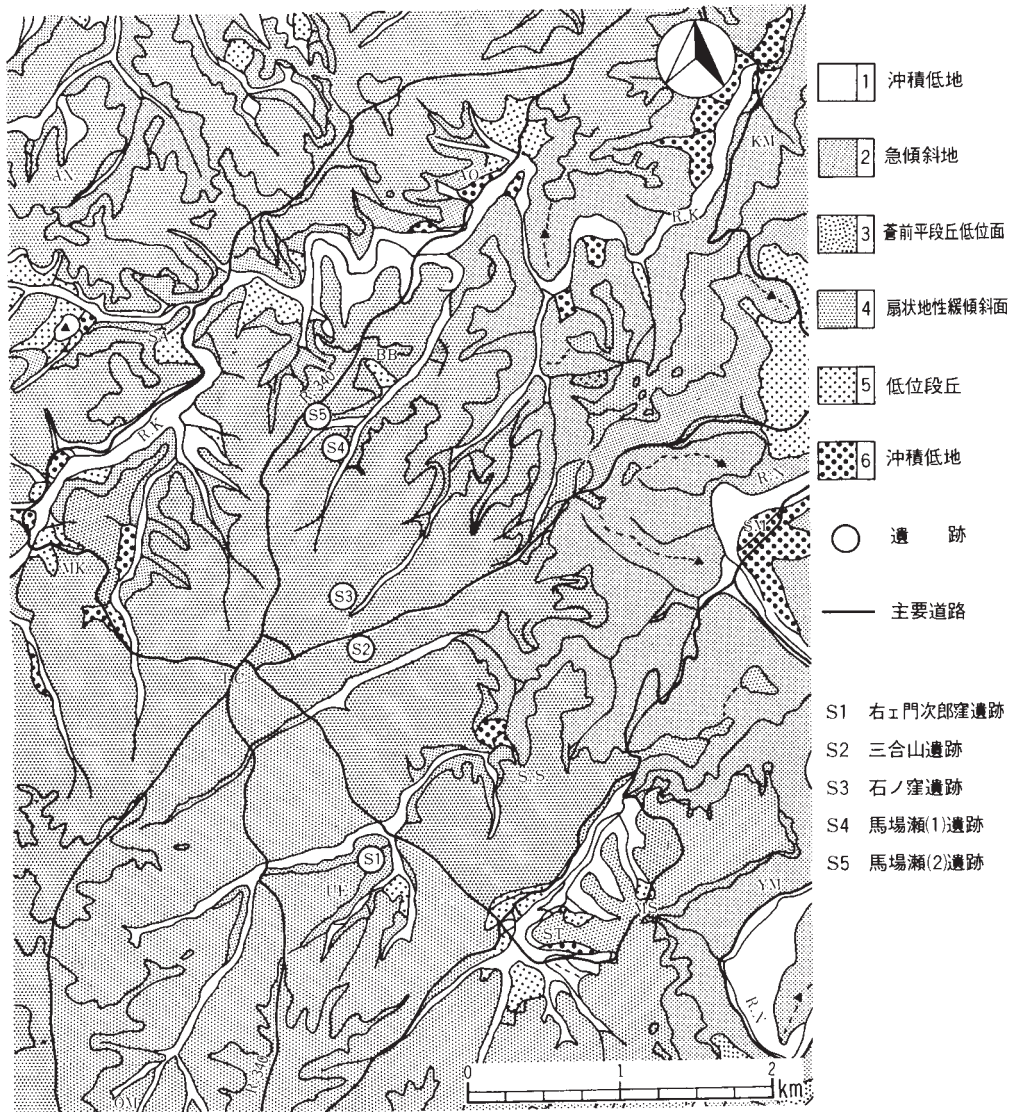 1 沖積低地
2 急傾斜地
3 蒼前平段丘低位面
4 扇状地性緩傾斜面
5 低位段丘
6 沖積低地
遺 跡
主要道路
S1 右ェ門次郎窪遺跡
S2 三合山遺跡
S3 石ノ窪遺跡
S4 馬場瀬(1)遺跡
S5 馬場瀬(2)遺跡
KM
R.K
BB
R.340
S5
S4
R.K
SM
MK
S3
S2
S.S
S1
YM
MS
ST
R.340
0 1 2
km